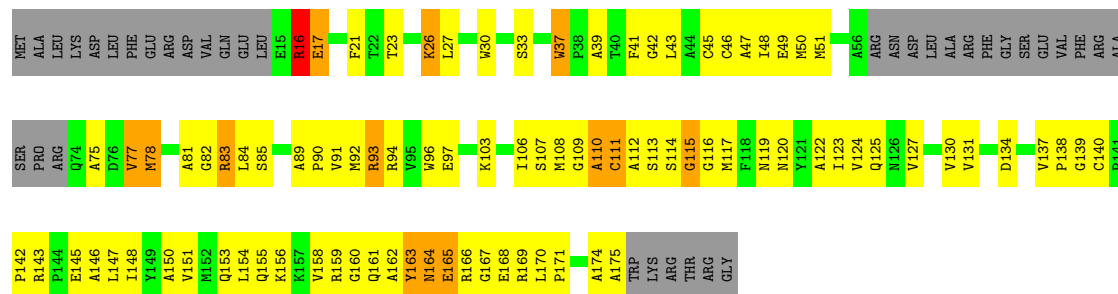 MET ALA LEU LYS ASP LEU PHE GLU ARG ASP VAL GLN GLU LEU E15 R16 E17 F21 T22 T23 K26 L27 W30 S33 W37 P38 A39 T40 F41 G42 L43 A44 C45 C46 A47 I48 E49 M50 M51 A56 ARG ASN ASP LEU ALA ARG PHE GLY SER GLU VAL PHE ARG ALA
SER PRO ARG Q74 A75 D76 V77 M78 A81 G82 R83 L84 S85 A89 P90 V91 M92 R93 R94 V95 W96 E97 K103 I106 S107 M108 G109 A110 C111 A112 S113 S114 G115 G116 M117 F118 N119 N120 Y121 A122 I123 V124 Q125 N126 V127 V130 V131 D134 V137 P138 G139 C140 P141
P142 R143 P144 E145 A146 L147 I148 Y149 A150 V151 M152 Q153 L154 Q155 K156 K157 V158 R159 G160 Q161 A162 Y163 N164 E165 R166 G167 E168 R169 L170 P171 A174 A175 TRP LYS ARG THR ARG GLY